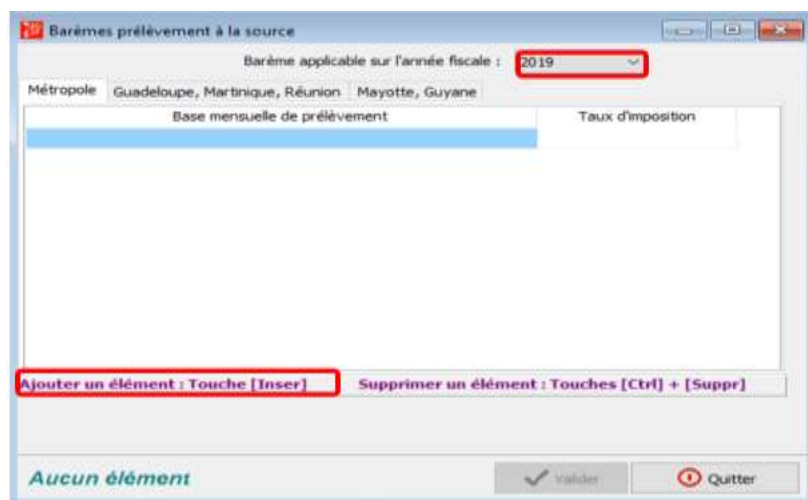 Barèmes prélèvement à la source
Barème applicable sur l'année fiscale : 2019
Métropole Guadeloupe, Martinique, Réunion Mayotte, Guyane
Base mensuelle de prélèvement Taux d'imposition
Ajouter un élément : Touche [Inser] Supprimer un élément : Touches [Ctrl] + [Suppr]
Aucun élément Valider Quitter